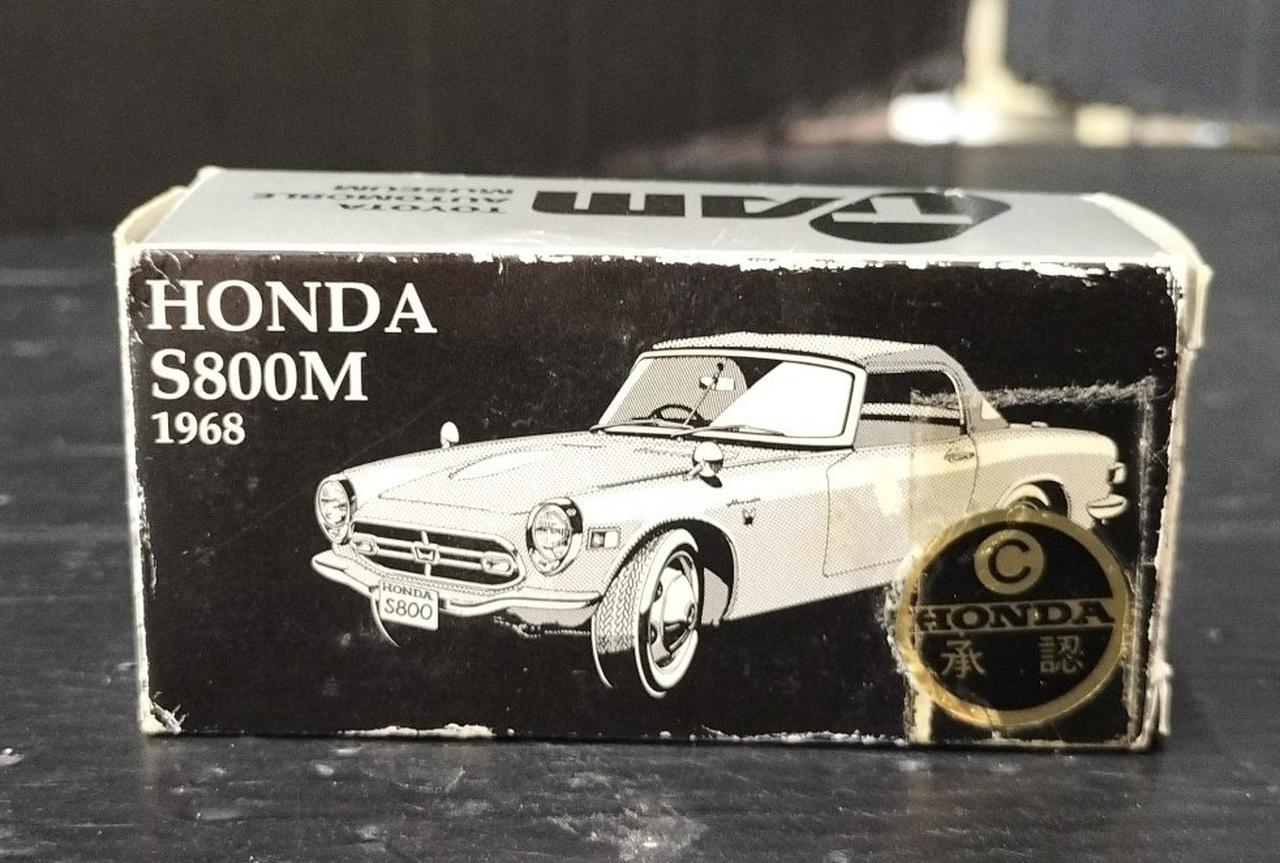 TOYOTA
AUTOMOBILE
MUSEUM
TAM
HONDA
S800M
1968
HONDA
S800
C
HONDA
承認